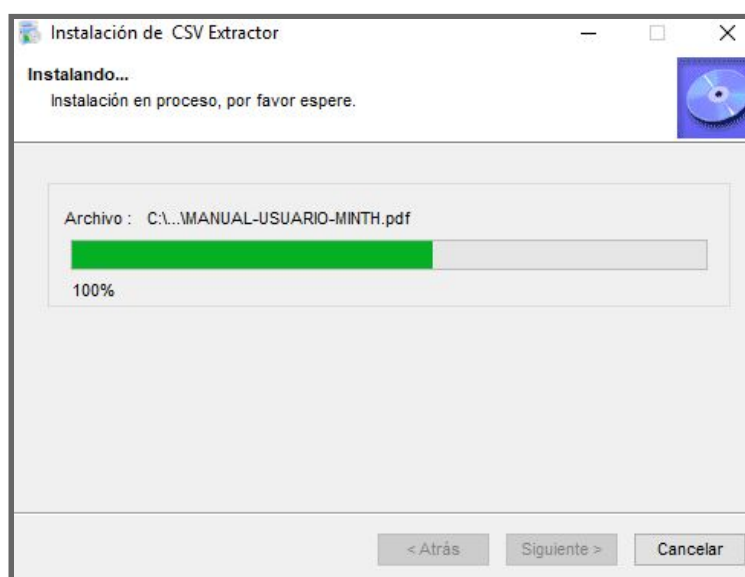 Instalación de CSV Extractor
Instalando...
Instalación en proceso, por favor espere.
Archivo : C:\...\MANUAL-USUARIO-MINTH.pdf
100%
< Atrás Siguiente > Cancelar